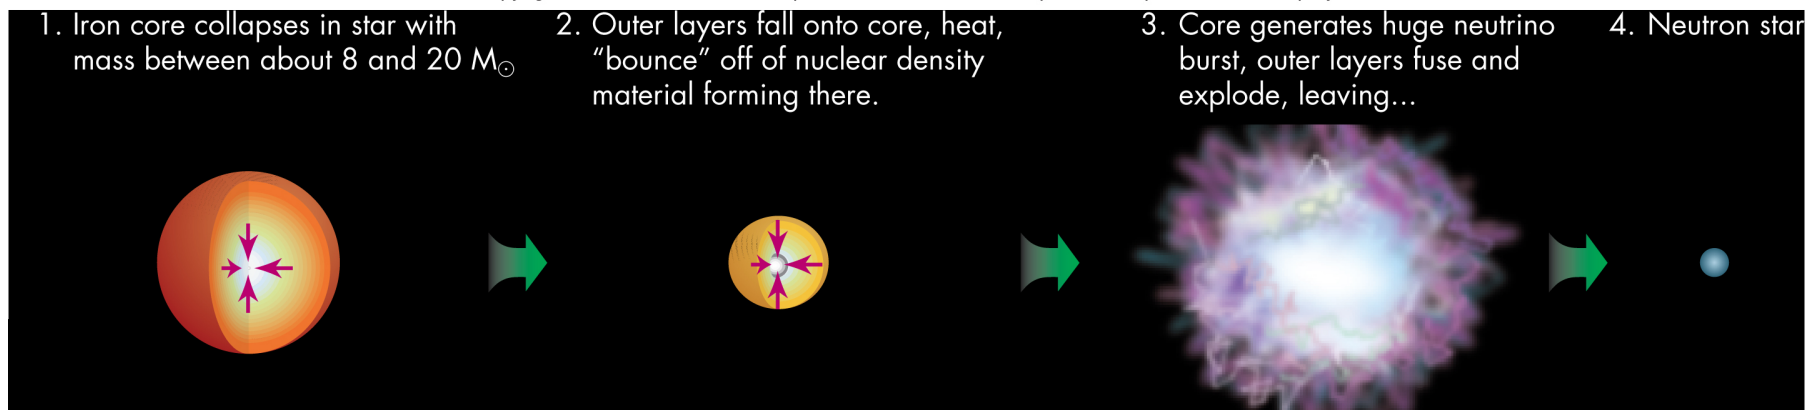 1. Iron core collapses in star with
mass between about 8 and 20 M☉
2. Outer layers fall onto core, heat,
“bounce” off of nuclear density
material forming there.
3. Core generates huge neutrino
burst, outer layers fuse and
explode, leaving...
4. Neutron star